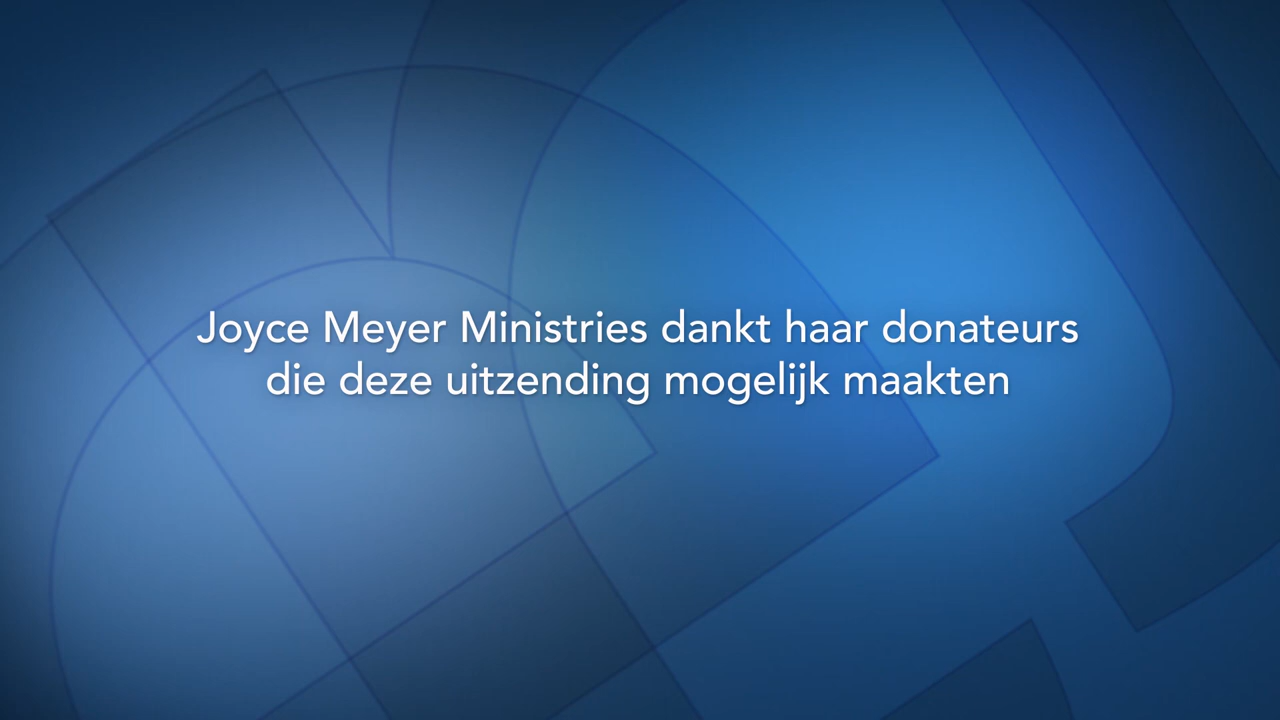 Joyce Meyer Ministries dankt haar donateurs
die deze uitzending mogelijk maakten